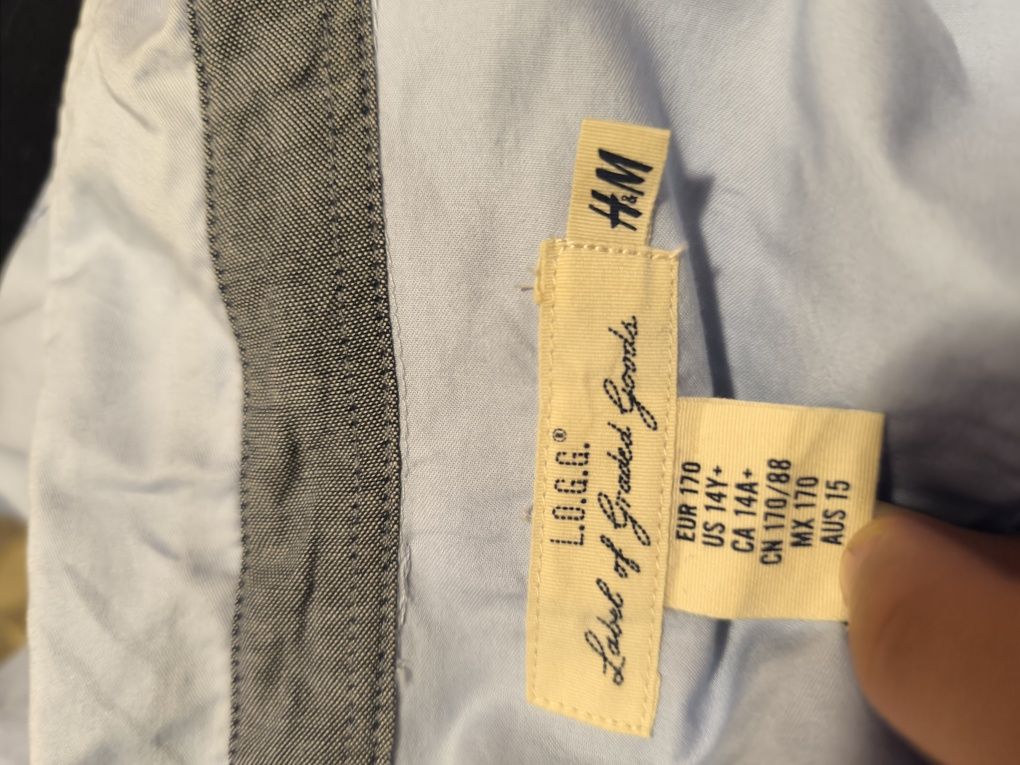 H&M
L.O.G.G.®
Label of Graded Goods
EUR 170
US 14Y+
CA 14A+
CN 170/88
MX 170
AUS 15